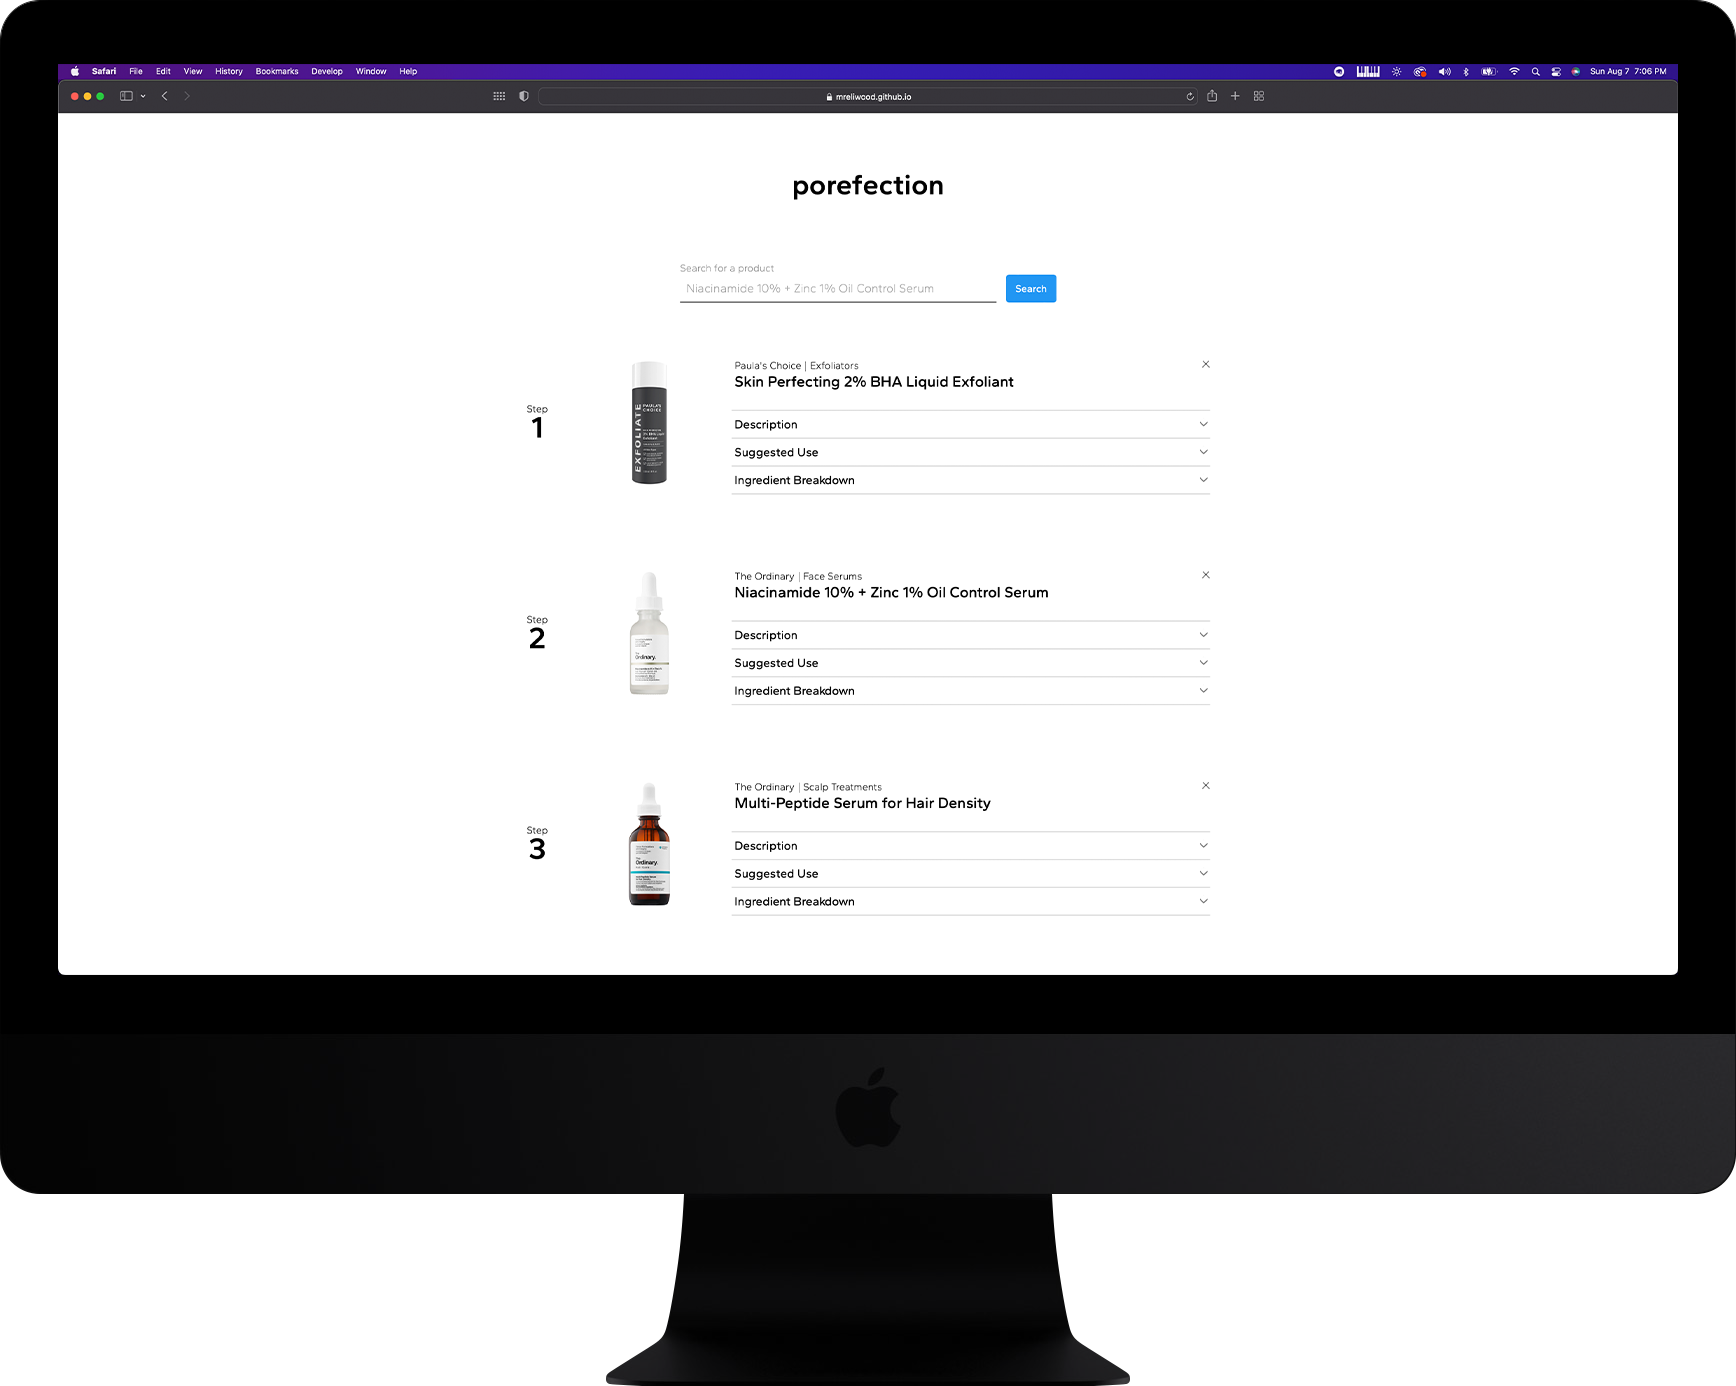 Safari File Edit View History Bookmarks Develop Window Help Sun Aug 7 7:06 PM
mreliwood.github.io
porefection
Search for a product
Niacinamide 10% + Zinc 1% Oil Control Serum Search
Paula's Choice | Exfoliators
Skin Perfecting 2% BHA Liquid Exfoliant
Step
1
EXFOLIATE
PAULA'S
CHOICE
Description
Suggested Use
Ingredient Breakdown
The Ordinary | Face Serums
Niacinamide 10% + Zinc 1% Oil Control Serum
Step
2
The
Ordinary.
Description
Suggested Use
Ingredient Breakdown
The Ordinary | Scalp Treatments
Multi-Peptide Serum for Hair Density
Step
3
The
Ordinary.
Description
Suggested Use
Ingredient Breakdown